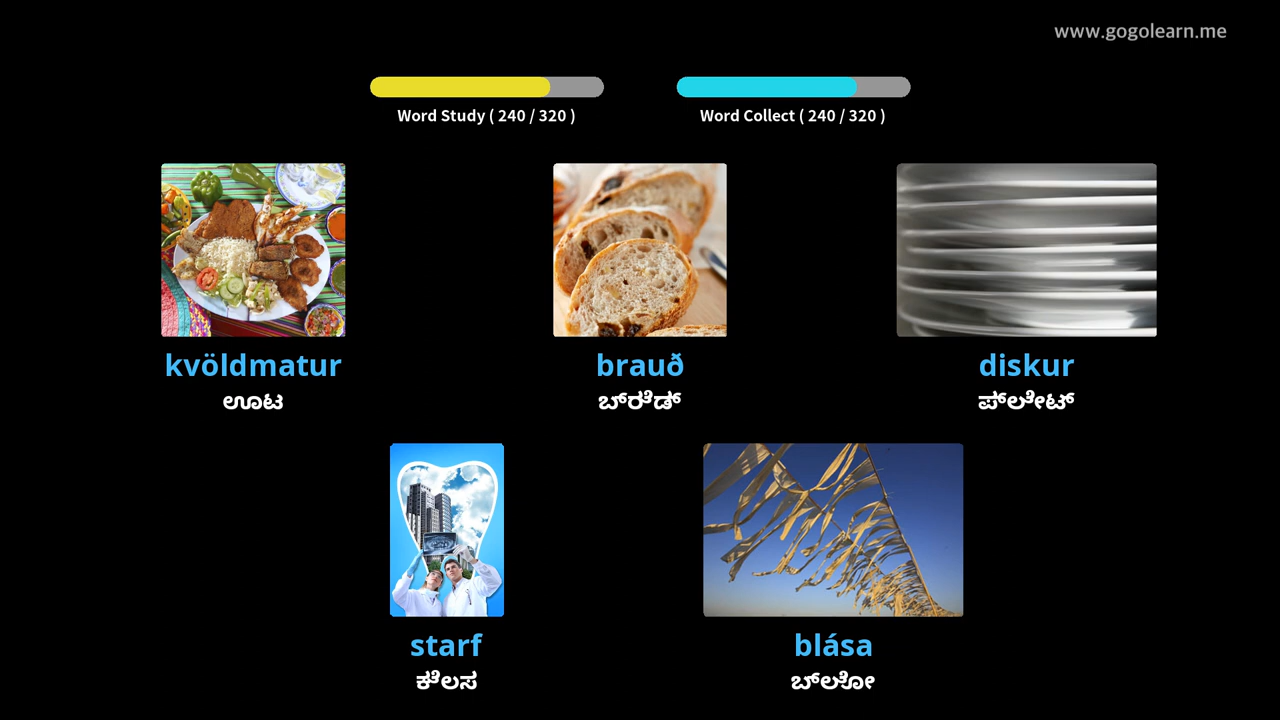 www.gogolearn.me
Word Study ( 240 / 320 )
Word Collect ( 240 / 320 )
kvöldmatur
ಊಟ
brauð
ಬ್ರೆಡ್
diskur
ಪ್ಲೇಟ್
starf
ಕೆಲಸ
blása
ಬ್ಲೋ